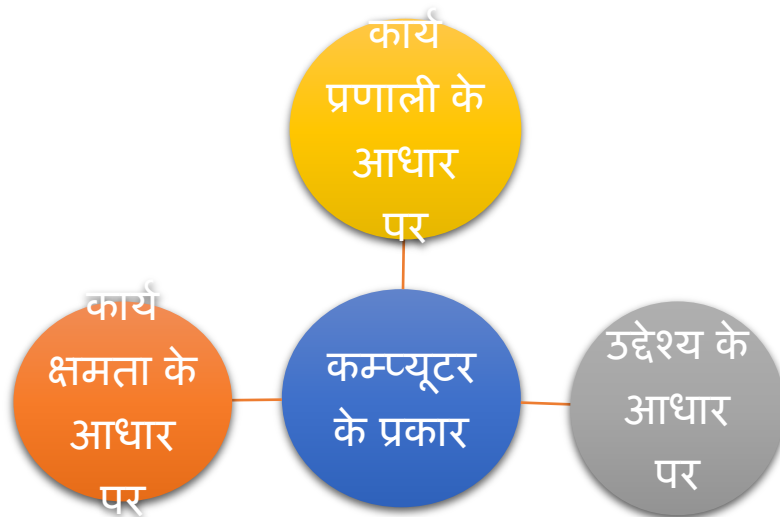 कार्य
प्रणाली के
आधार
पर
कार्य
क्षमता के
आधार
पर
कम्प्यूटर
के प्रकार
उद्देश्य के
आधार
पर